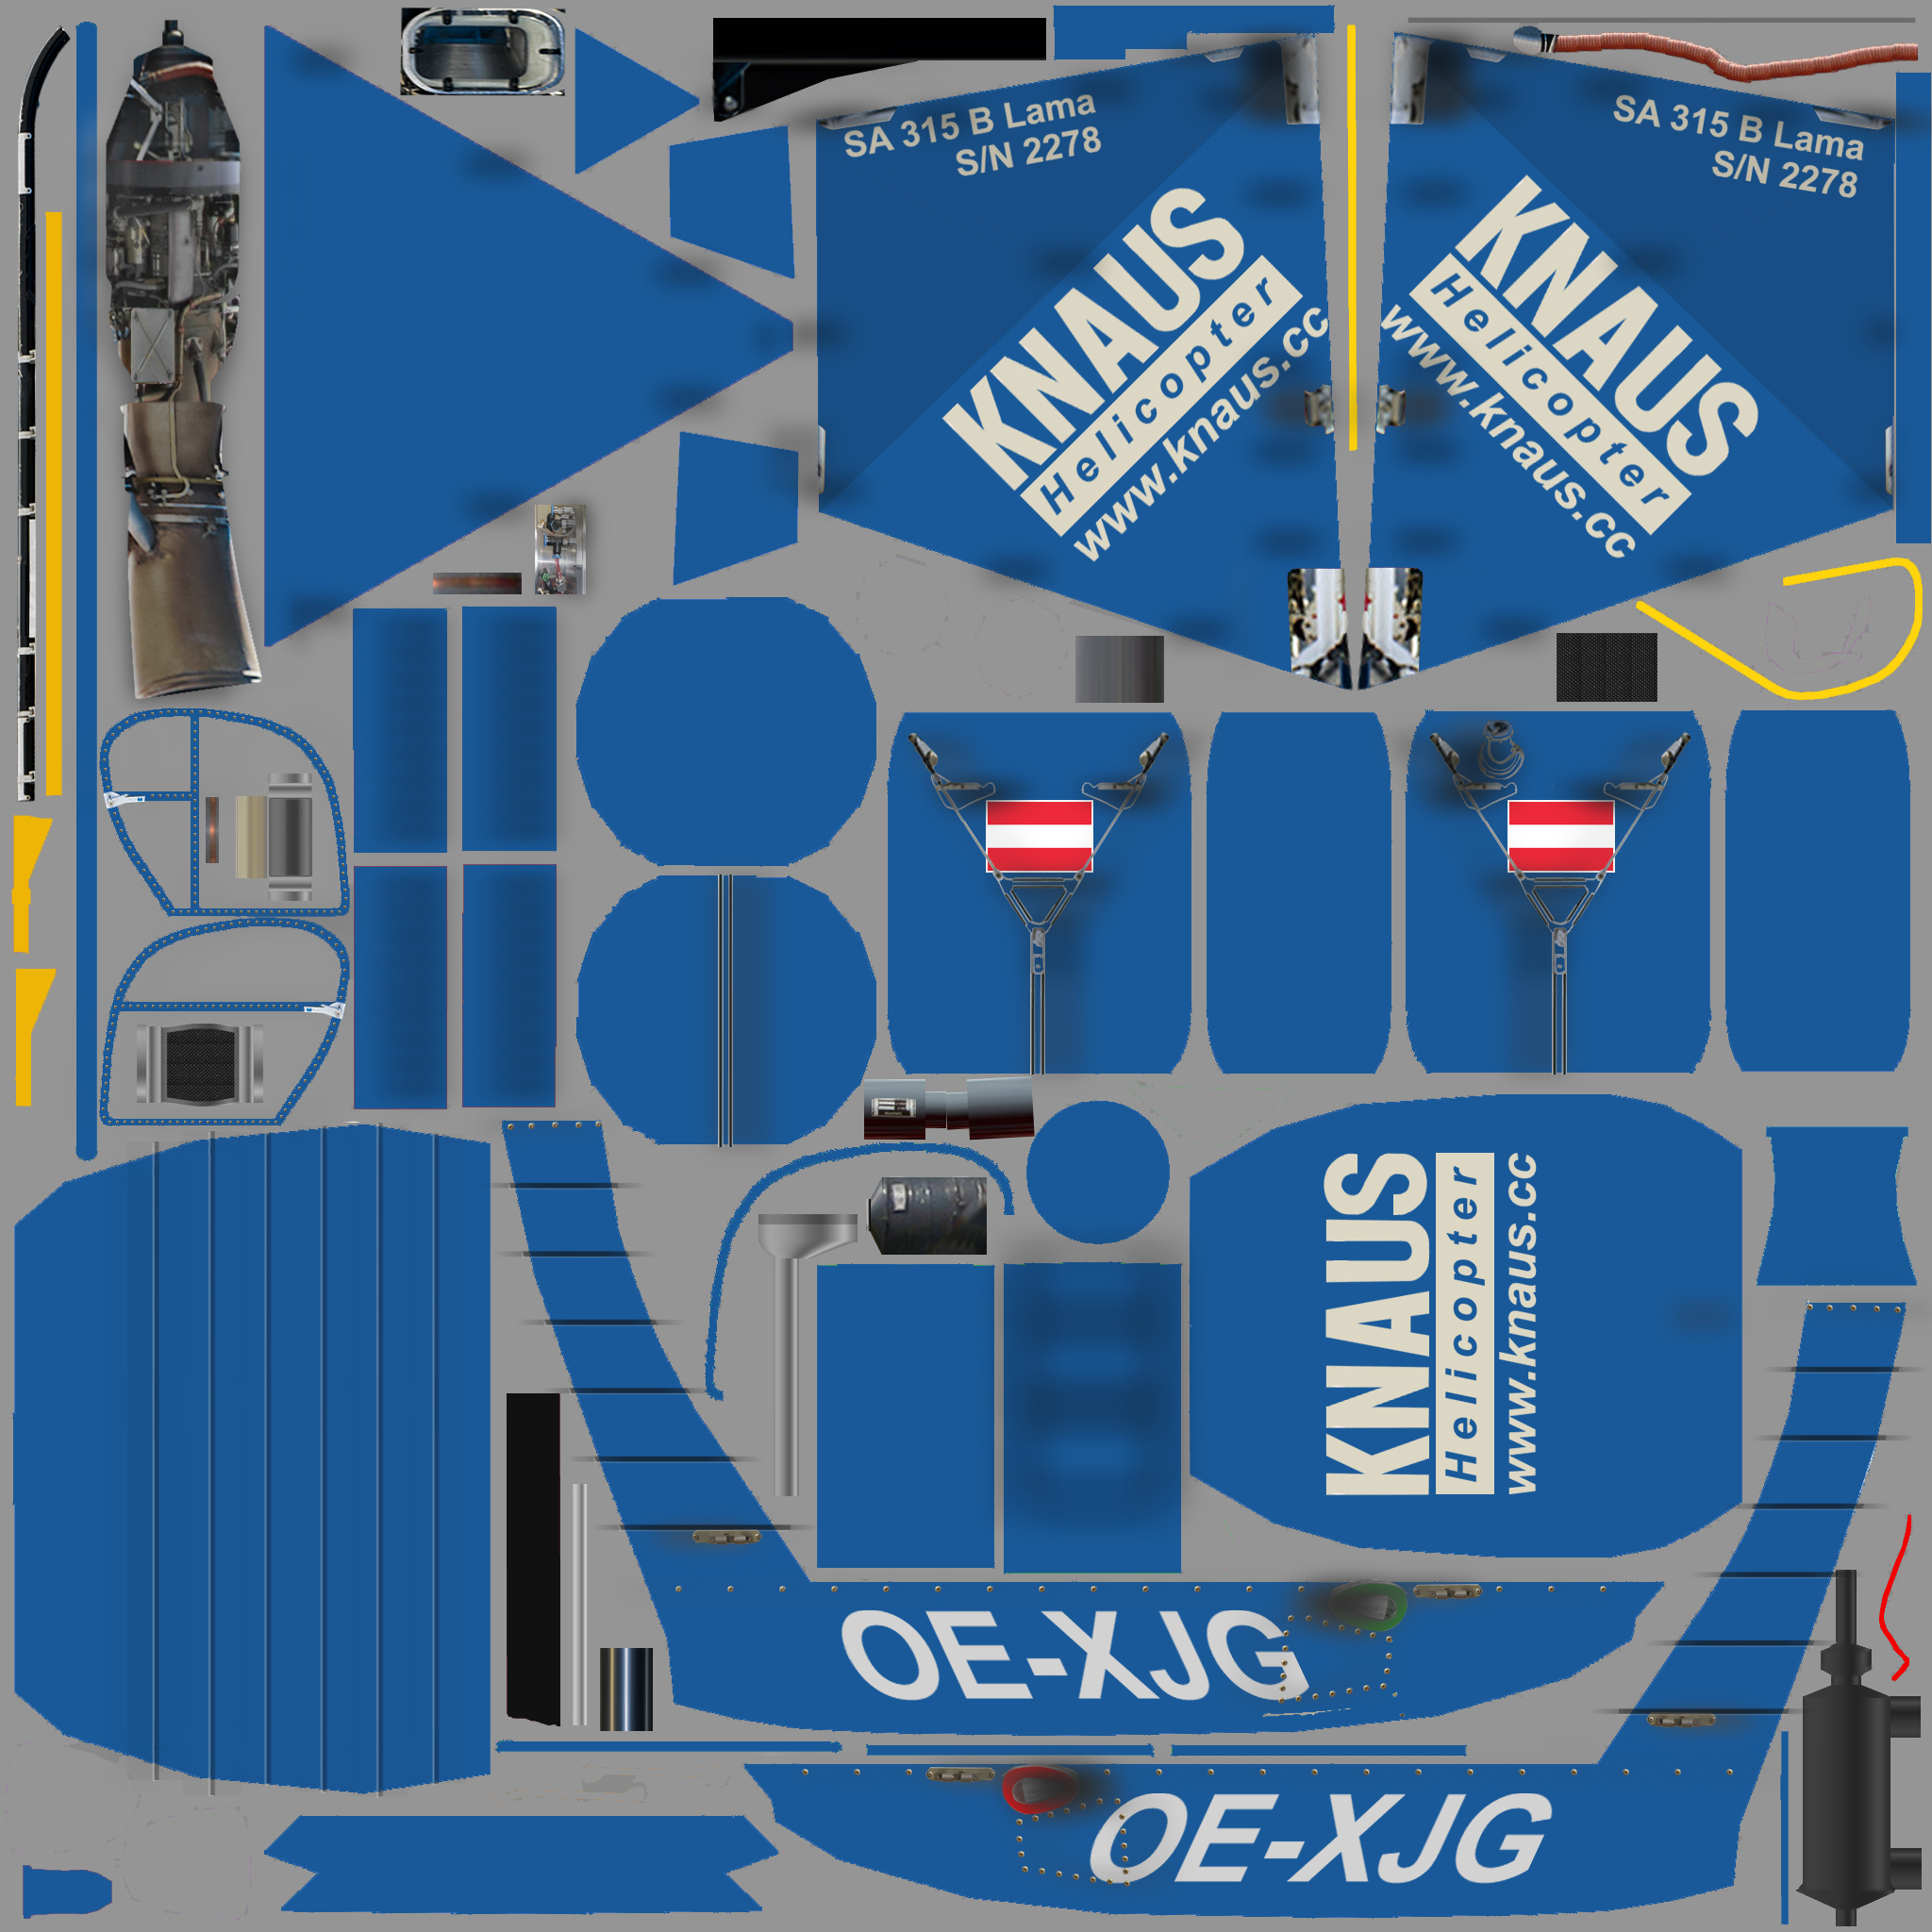 SA 315 B Lama
S/N 2278
KNAUS
Helicopter
www.knaus.cc
SA 315 B Lama
S/N 2278
KNAUS
Helicopter
www.knaus.cc
KNAUS
Helicopter
www.knaus.cc
OE-XJG
OE-XJG